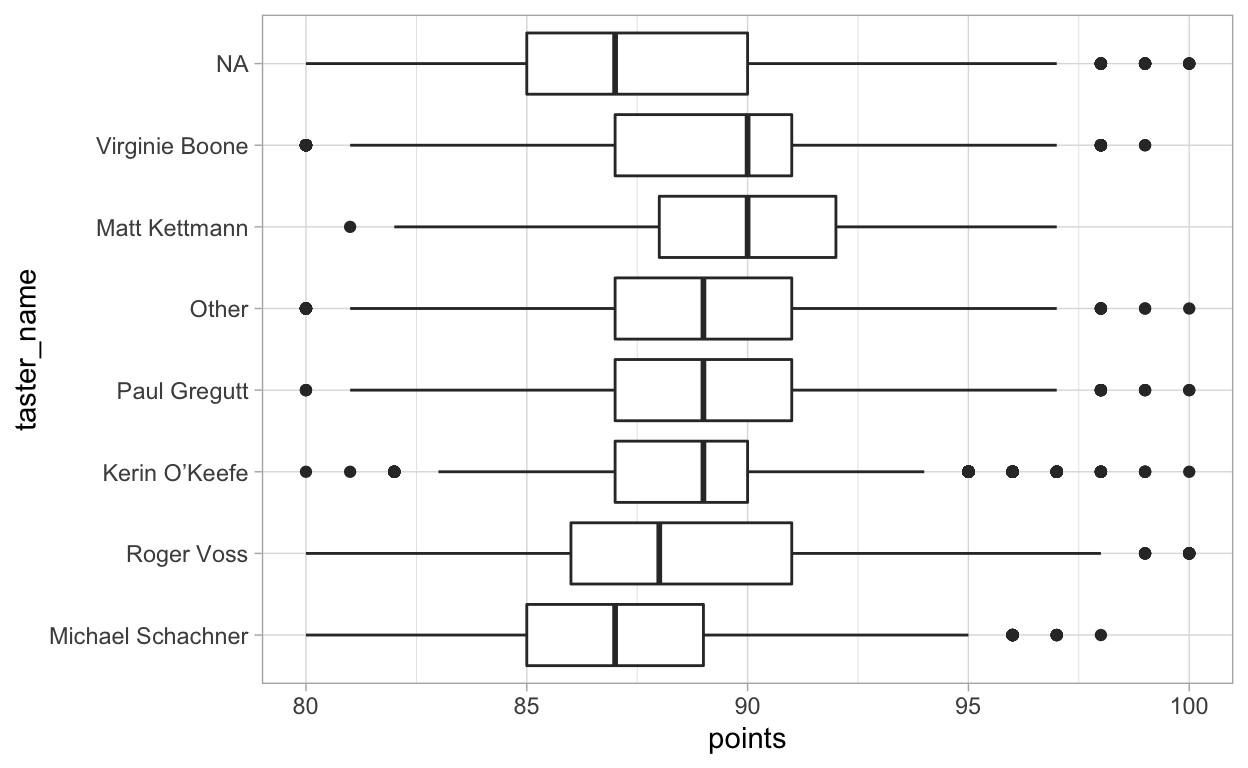 NA
Virginie Boone
Matt Kettmann
Other
Paul Gregutt
Kerin O’Keefe
Roger Voss
Michael Schachner
taster_name
80 85 90 95 100
points